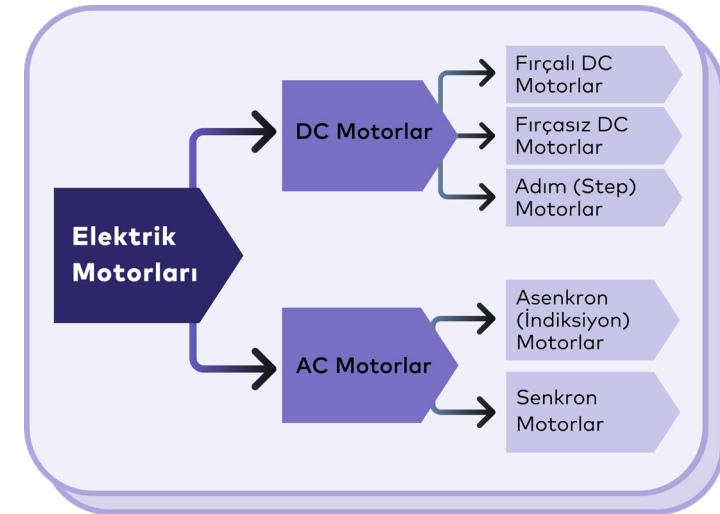 Elektrik
Motorları
DC Motorlar
Fırçalı DC
Motorlar
Fırçasız DC
Motorlar
Adım (Step)
Motorlar
AC Motorlar
Asenkron
(İndiksiyon)
Motorlar
Senkron
Motorlar